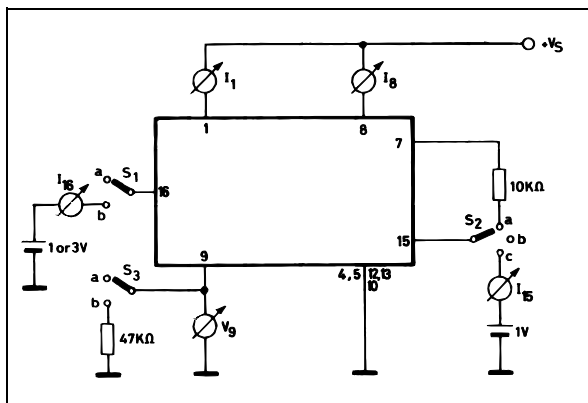 +VS
I1
I8
1
8
7
a
S1
I16
16
b
10KΩ
1 or 3V
S2
a
b
15
c
9
4, 5
12,13
10
a
S3
b
I15
47KΩ
V9
1V